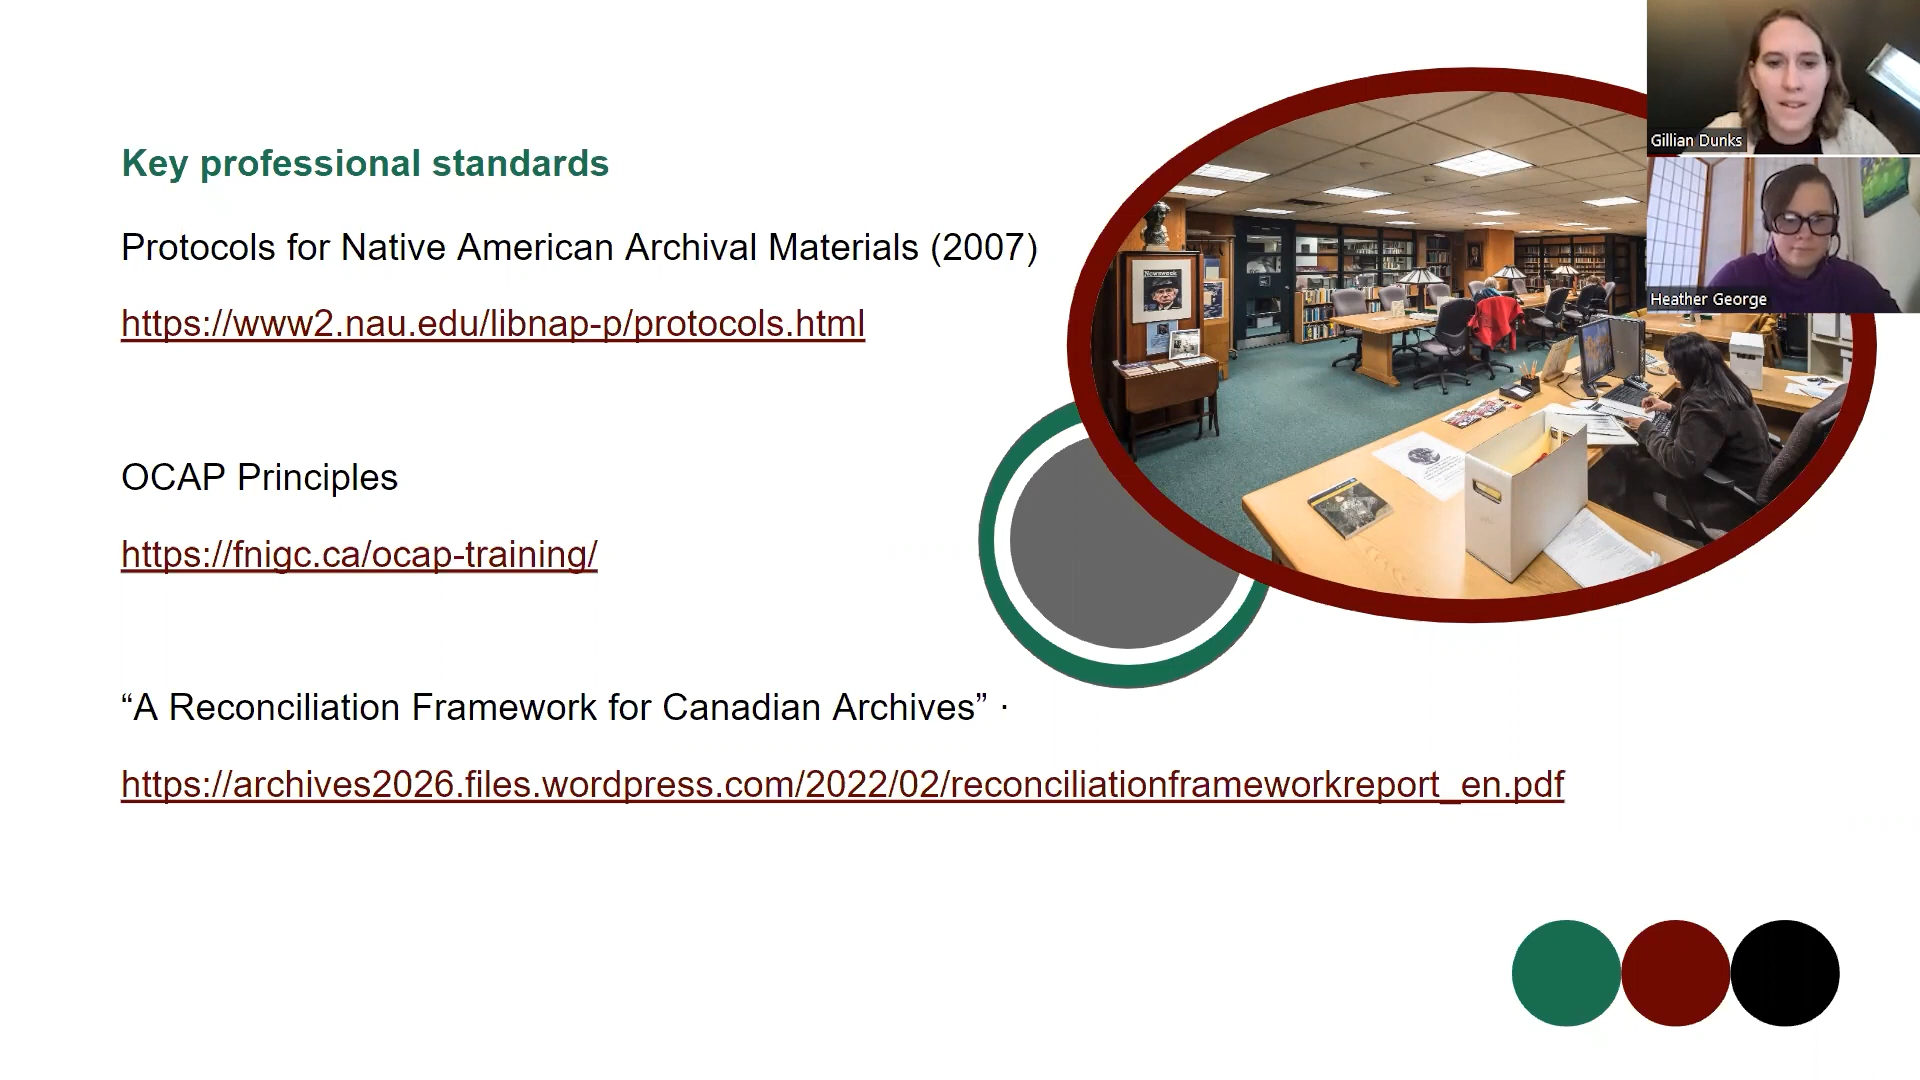 Key professional standards
Protocols for Native American Archival Materials (2007)
https://www2.nau.edu/libnap-p/protocols.html
OCAP Principles
https://fnigc.ca/ocap-training/
“A Reconciliation Framework for Canadian Archives” ·
https://archives2026.files.wordpress.com/2022/02/reconciliationframeworkreport_en.pdf
Gillian Dunks
Heather George
Newsweek